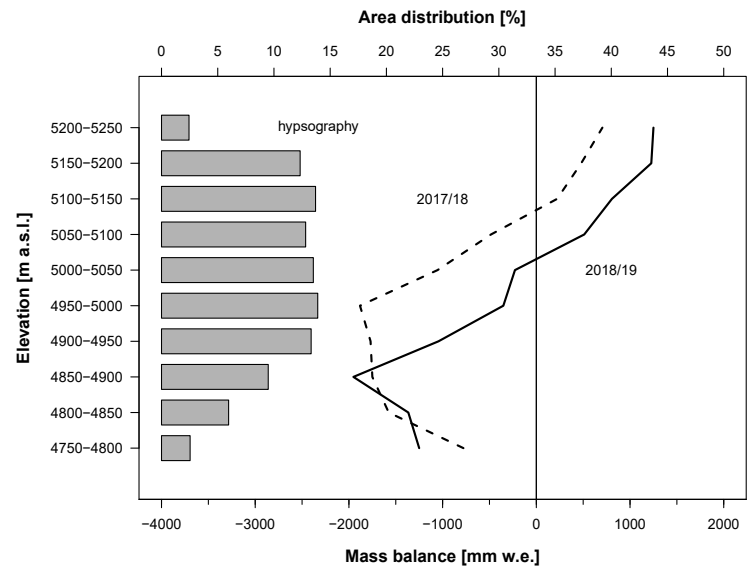 Area distribution [%]
0 5 10 15 20 25 30 35 40 45 50
Elevation [m a.s.l.]
5200−5250
5150−5200
5100−5150
5050−5100
5000−5050
4950−5000
4900−4950
4850−4900
4800−4850
4750−4800
hypsography
2017/18
2018/19
−4000 −3000 −2000 −1000 0 1000 2000
Mass balance [mm w.e.]